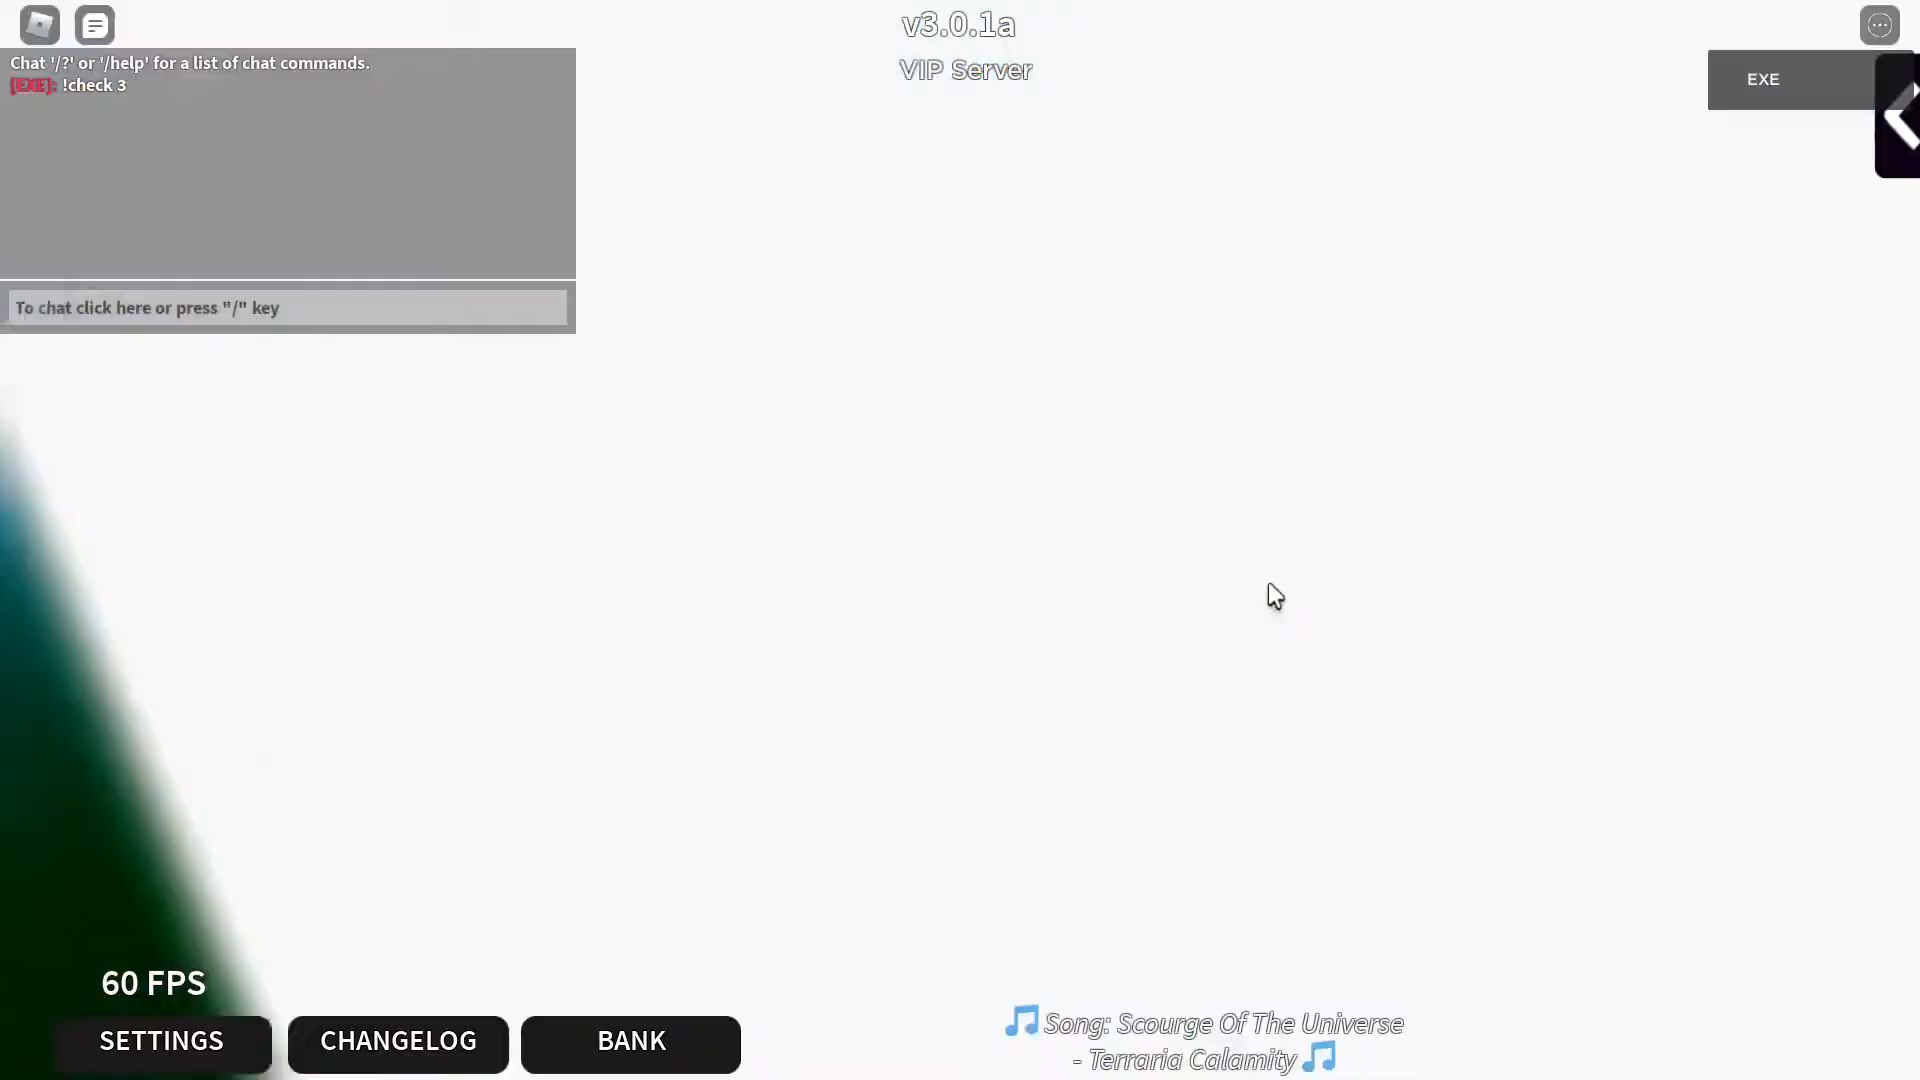 v3.0.1a
VIP Server
Chat '/?' or '/help' for a list of chat commands.
[EXE]: !check 3
To chat click here or press "/" key
EXE
60 FPS
SETTINGS
CHANGELOG
BANK
Song: Scourge Of The Universe
- Terraria Calamity